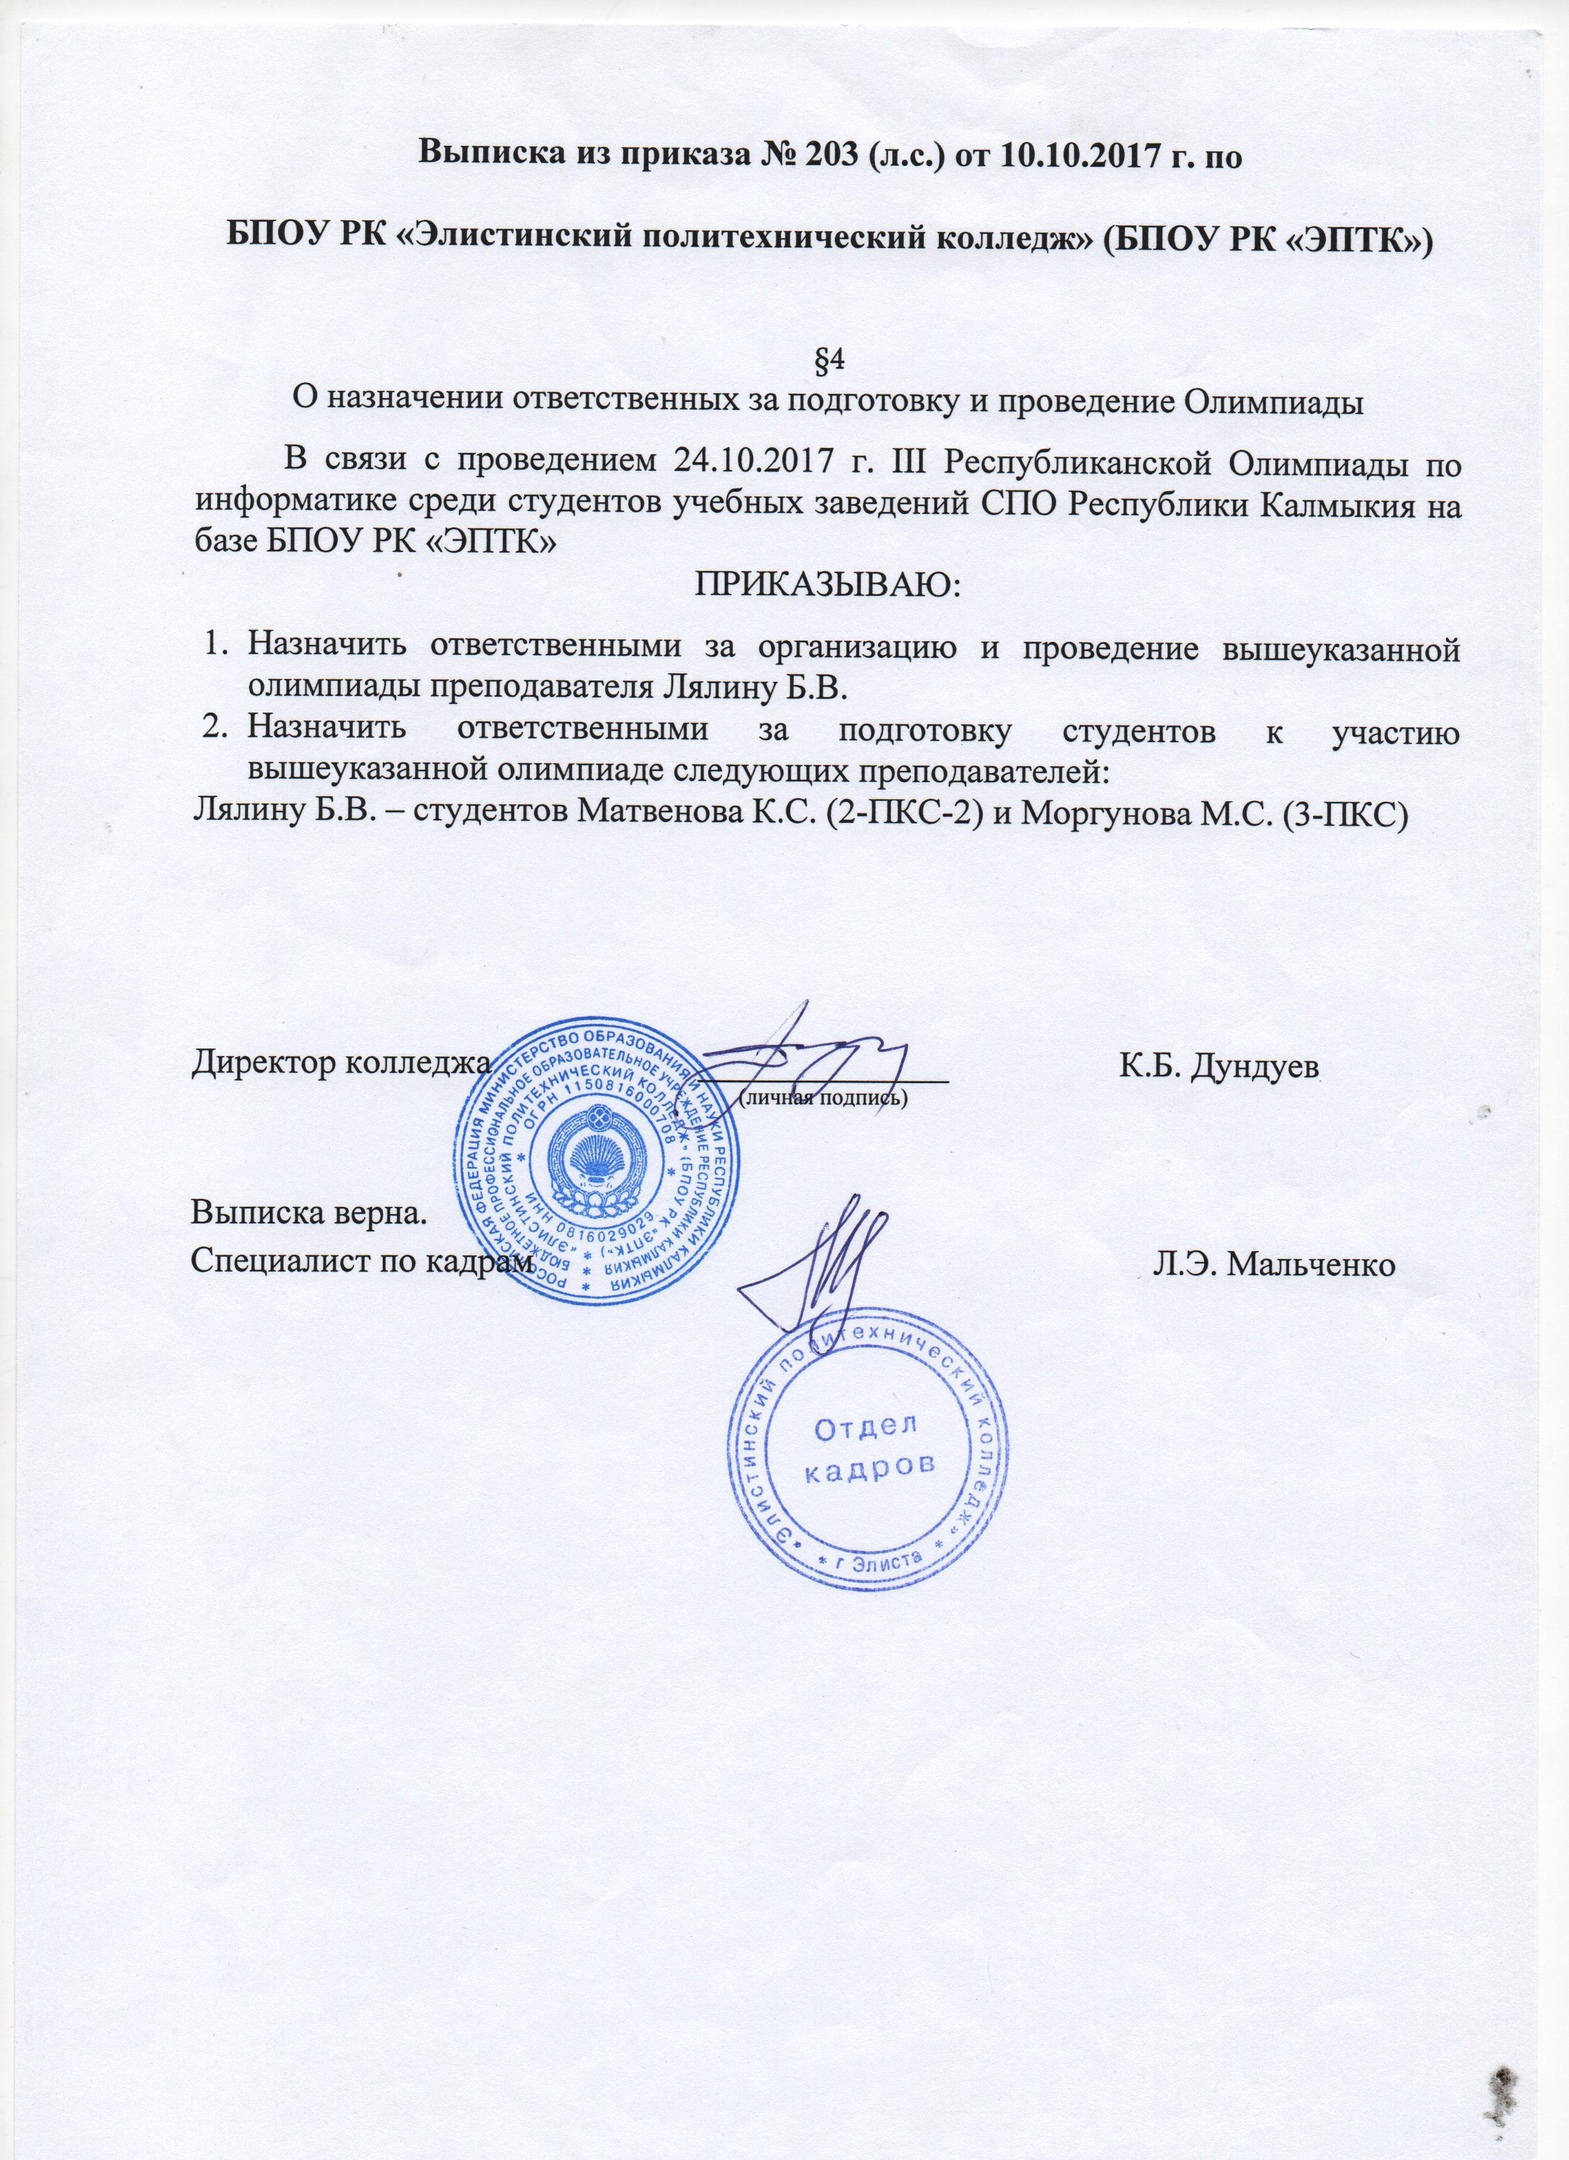 Выписка из приказа № 203 (л.с.) от 10.10.2017 г. по
БПОУ РК «Элистинский политехнический колледж» (БПОУ РК «ЭПТК»)
§4
О назначении ответственных за подготовку и проведение Олимпиады
В связи с проведением 24.10.2017 г. III Республиканской Олимпиады по
информатике среди студентов учебных заведений СПО Республики Калмыкия на
базе БПОУ РК «ЭПТК»
ПРИКАЗЫВАЮ:
1. Назначить ответственными за организацию и проведение вышеуказанной
олимпиады преподавателя Лялину Б.В.
2. Назначить ответственными за подготовку студентов к участию
вышеуказанной олимпиаде следующих преподавателей:
Лялину Б.В. – студентов Матвенова К.С. (2-ПКС-2) и Моргунова М.С. (3-ПКС)
Директор колледжа К.Б. Дундуев
(личная подпись)
РОССИЙСКАЯ ФЕДЕРАЦИЯ МИНИСТЕРСТВО ОБРАЗОВАНИЯ И НАУКИ РЕСПУБЛИКИ КАЛМЫКИЯ *
БЮДЖЕТНОЕ ПРОФЕССИОНАЛЬНОЕ ОБРАЗОВАТЕЛЬНОЕ УЧРЕЖДЕНИЕ РЕСПУБЛИКИ КАЛМЫКИЯ *
«ЭЛИСТИНСКИЙ ПОЛИТЕХНИЧЕСКИЙ КОЛЛЕДЖ» (БПОУ РК «ЭПТК») *
* ОГРН 1150816000708 *
ИНН 0816029029
Выписка верна.
Специалист по кадрам Л.Э. Мальченко
«Элистинский политехнический колледж»
Отдел
кадров
* г Элиста *